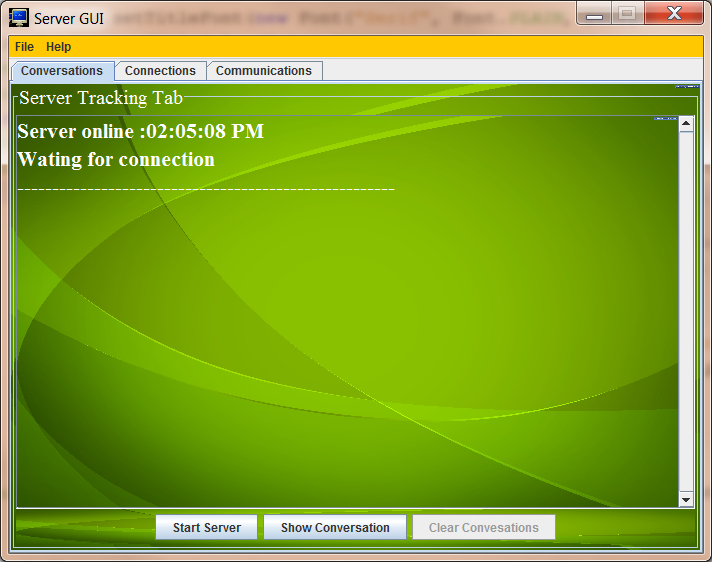 Server GUI
File Help
Conversations Connections Communications
Server Tracking Tab
Server online :02:05:08 PM
Wating for connection
------------------------------------------------------
Start Server Show Conversation Clear Convesations